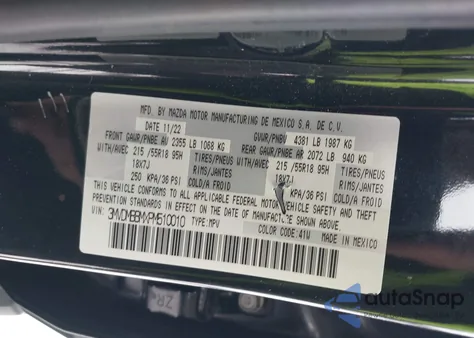 MFD. BY MAZDA MOTOR MANUFACTURING DE MEXICO S.A. DE C.V.
DATE 11/22 GVWR/PNBV 4381 LB 1987 KG
FRONT GAWR/PNBE AV 2355 LB 1068 KG REAR GAWR/PNBE AR 2072 LB 940 KG
WITH/AVEC 215/55R18 95H TIRES/PNEUS WITH/AVEC 215/55R18 95H TIRES/PNEUS
18X7J RIMS/JANTES 18X7J RIMS/JANTES
250 KPA/36 PSI COLD/A FROID KPA/36 PSI COLD/A FROID
THIS VEHICLE CONFORMS TO ALL APPLICABLE FEDERAL MOTOR VEHICLE SAFETY AND THEFT
PREVENTION STANDARDS IN EFFECT ON THE DATE OF MANUFACTURE SHOWN ABOVE.
VIN: TYPE: MPV COLOR CODE: 41W MADE IN MEXICO
autoSnap